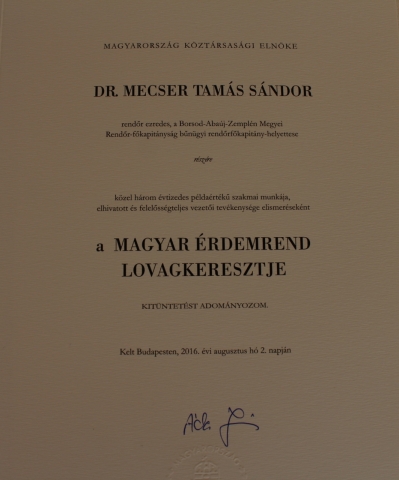 MAGYARORSZÁG KÖZTÁRSASÁGI ELNÖKE
DR. MECSER TAMÁS SÁNDOR
rendőr ezredes, a Borsod-Abaúj-Zemplén Megyei
Rendőr-főkapitányság bűnügyi rendőrfőkapitány-helyettese
részére
közel három évtizedes példaértékű szakmai munkája,
elhivatott és felelősségteljes vezetői tevékenysége elismeréseként
a MAGYAR ÉRDEMREND
LOVAGKERESZTJE
KITÜNTETÉST ADOMÁNYOZOM.
Kelt Budapesten, 2016. évi augusztus hó 2. napján